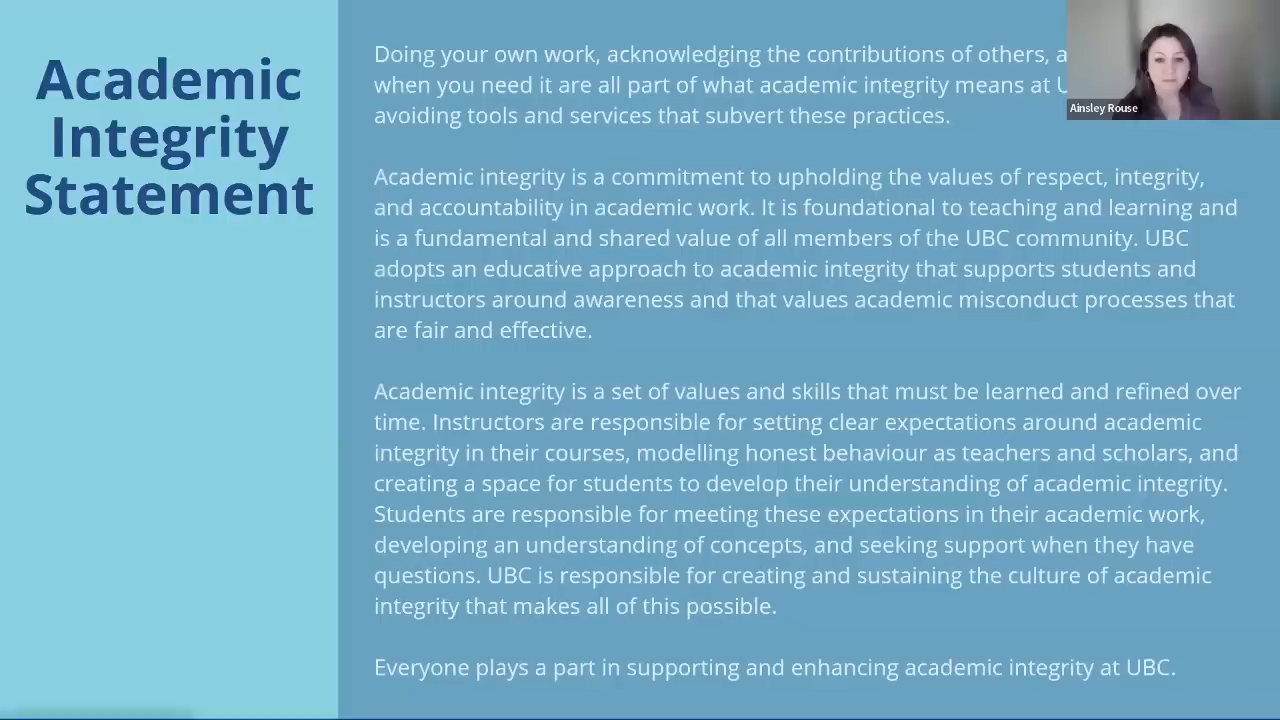 Academic
Integrity
Statement
Doing your own work, acknowledging the contributions of others, a
when you need it are all part of what academic integrity means at U
avoiding tools and services that subvert these practices.
Ainsley Rouse
Academic integrity is a commitment to upholding the values of respect, integrity,
and accountability in academic work. It is foundational to teaching and learning and
is a fundamental and shared value of all members of the UBC community. UBC
adopts an educative approach to academic integrity that supports students and
instructors around awareness and that values academic misconduct processes that
are fair and effective.
Academic integrity is a set of values and skills that must be learned and refined over
time. Instructors are responsible for setting clear expectations around academic
integrity in their courses, modelling honest behaviour as teachers and scholars, and
creating a space for students to develop their understanding of academic integrity.
Students are responsible for meeting these expectations in their academic work,
developing an understanding of concepts, and seeking support when they have
questions. UBC is responsible for creating and sustaining the culture of academic
integrity that makes all of this possible.
Everyone plays a part in supporting and enhancing academic integrity at UBC.